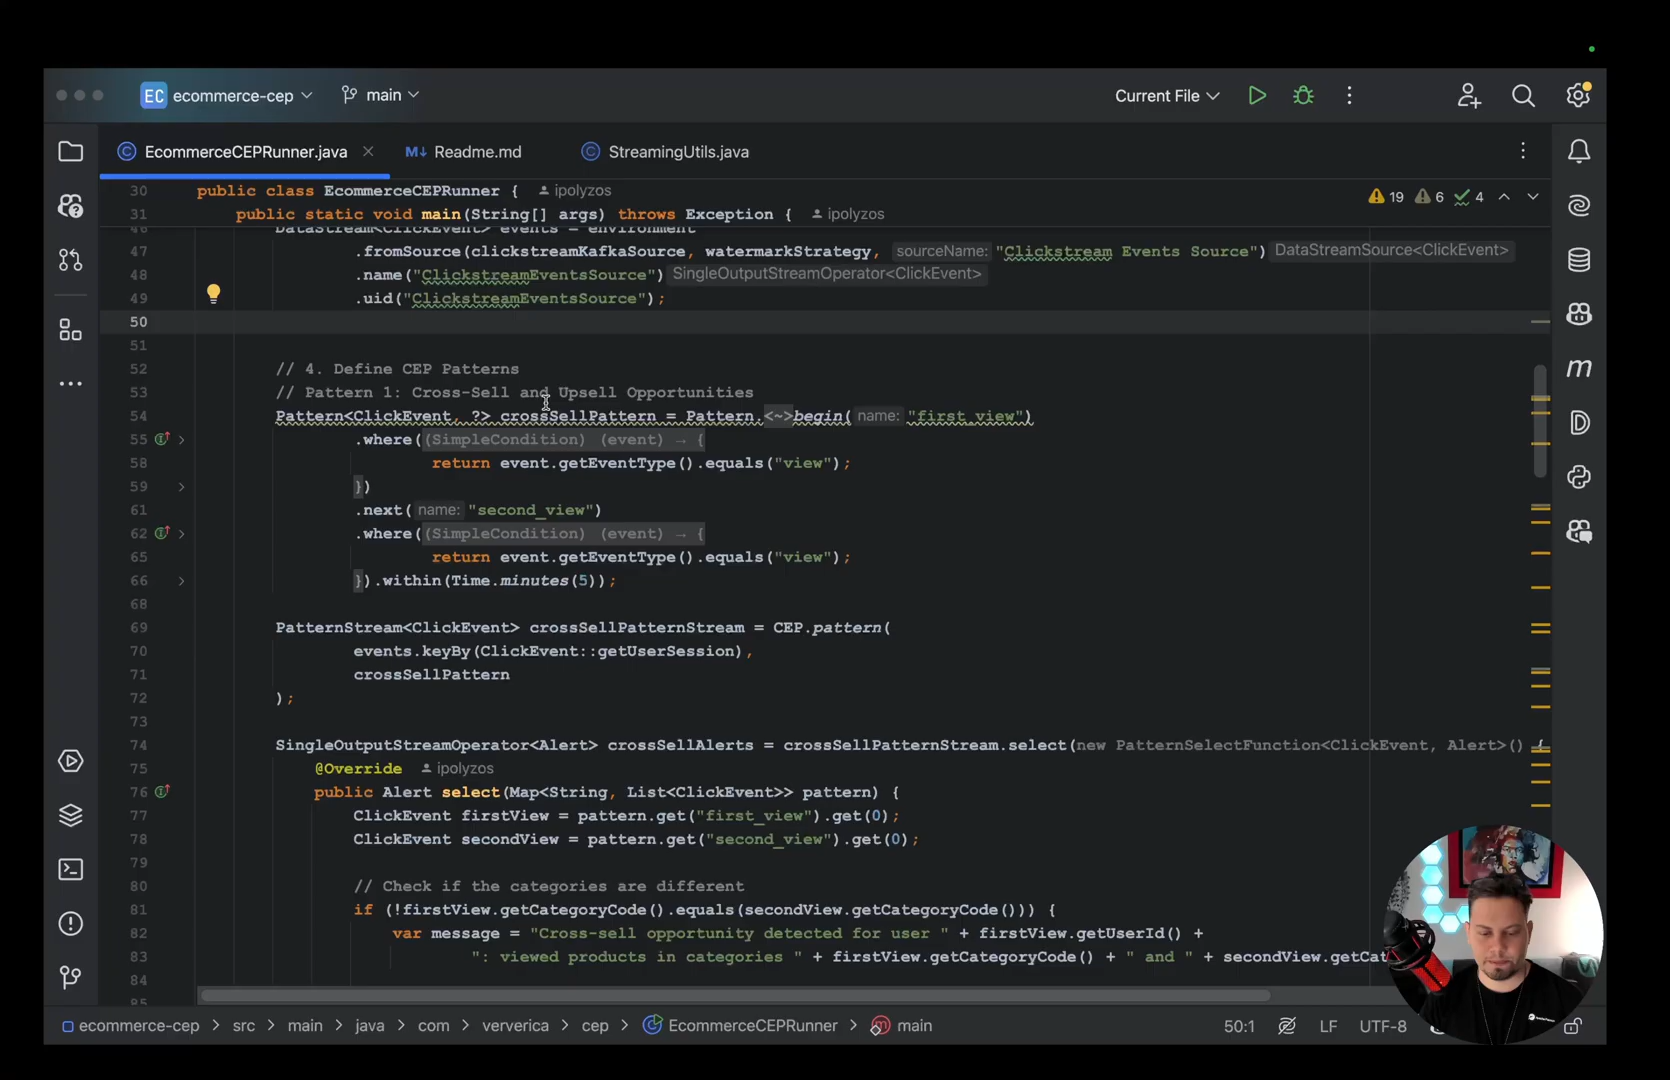 EC ecommerce-cep main Current File
EcommerceCEPRunner.java Readme.md StreamingUtils.java
30 public class EcommerceCEPRunner { ipolyzos
19 6 4
31 public static void main(String[] args) throws Exception { ipolyzos
46 DataStream<ClickEvent> events = environment
47 .fromSource(clickstreamKafkaSource, watermarkStrategy, sourceName: "Clickstream Events Source") DataStreamSource<ClickEvent>
48 .name("ClickstreamEventsSource") SingleOutputStreamOperator<ClickEvent>
49 .uid("ClickstreamEventsSource");
50
51
52 // 4. Define CEP Patterns
53 // Pattern 1: Cross-Sell and Upsell Opportunities
54 Pattern<ClickEvent, ?> crossSellPattern = Pattern.<~>begin( name: "first_view")
55 .where((SimpleCondition) (event) → {
58 return event.getEventType().equals("view");
59 })
61 .next( name: "second_view")
62 .where((SimpleCondition) (event) → {
65 return event.getEventType().equals("view");
66 }).within(Time.minutes(5));
68
69 PatternStream<ClickEvent> crossSellPatternStream = CEP.pattern(
70 events.keyBy(ClickEvent::getUserSession),
71 crossSellPattern
72 );
73
74 SingleOutputStreamOperator<Alert> crossSellAlerts = crossSellPatternStream.select(new PatternSelectFunction<ClickEvent, Alert>() {
75 @Override ipolyzos
76 public Alert select(Map<String, List<ClickEvent>> pattern) {
77 ClickEvent firstView = pattern.get("first_view").get(0);
78 ClickEvent secondView = pattern.get("second_view").get(0);
79
80 // Check if the categories are different
81 if (!firstView.getCategoryCode().equals(secondView.getCategoryCode())) {
82 var message = "Cross-sell opportunity detected for user " + firstView.getUserId() +
83 ": viewed products in categories " + firstView.getCategoryCode() + " and " + secondView.getCat
84
85
ecommerce-cep > src > main > java > com > ververica > cep > EcommerceCEPRunner > main 50:1 LF UTF-8